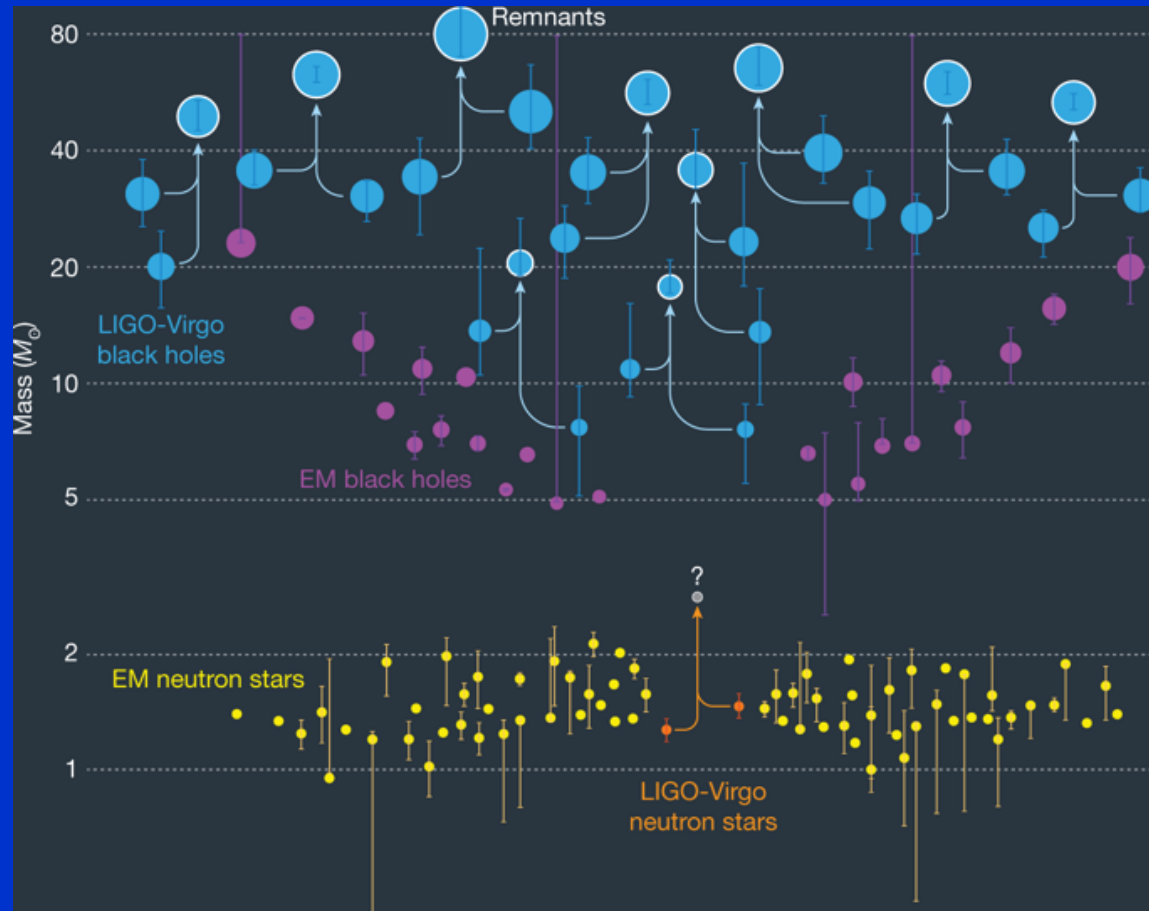 Remnants
80
40
20
LIGO-Virgo
black holes
Mass (M⊙)
10
EM black holes
5
?
2
EM neutron stars
1
LIGO-Virgo
neutron stars